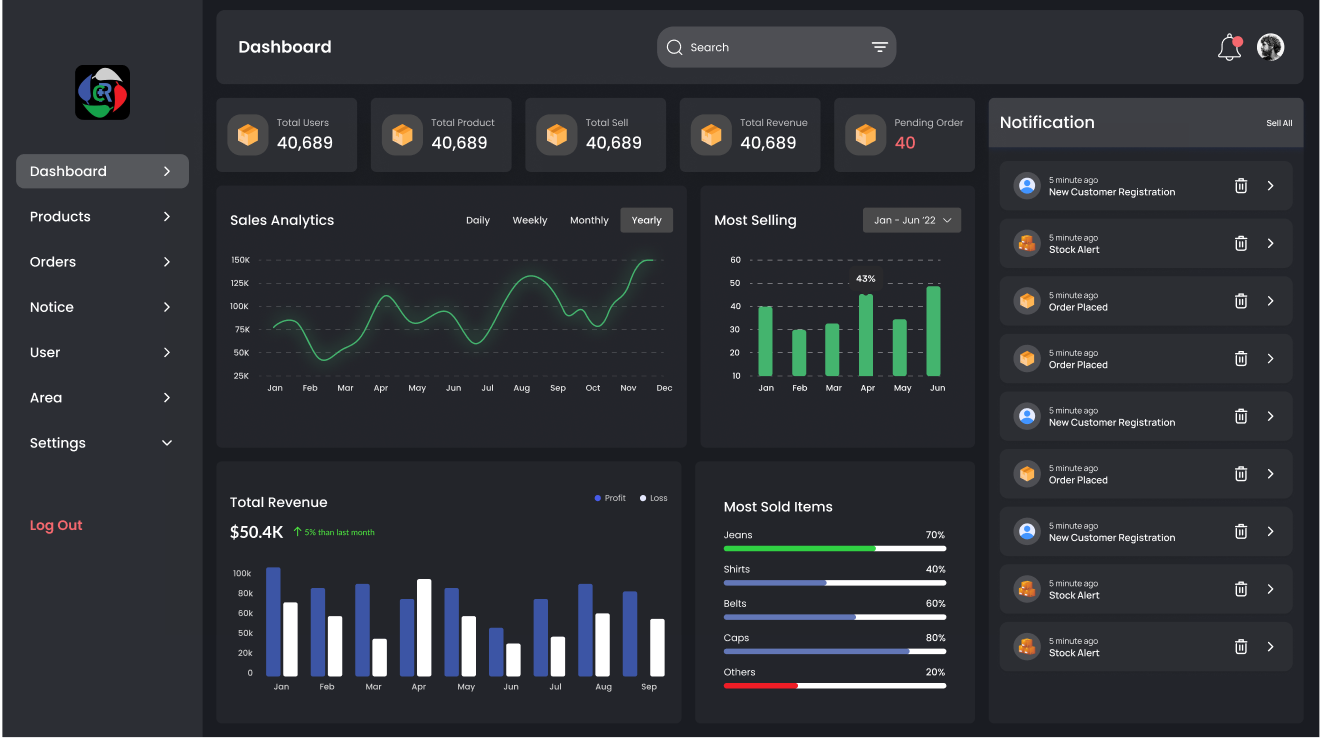 CR
Dashboard
Products
Orders
Notice
User
Area
Settings
Log Out
Dashboard
Search
Total Users
40,689
Total Product
40,689
Total Sell
40,689
Total Revenue
40,689
Pending Order
40
Sales Analytics
Daily Weekly Monthly Yearly
150K
125K
100K
75K
50K
25K
Jan Feb Mar Apr May Jun Jul Aug Sep Oct Nov Dec
Most Selling
Jan - Jun '22
60
50
40
30
20
10
43%
Jan Feb Mar Apr May Jun
Total Revenue
Profit Loss
$50.4K 5% than last month
100k
80k
60k
50k
20k
0
Jan Feb Mar Apr May Jun Jul Aug Sep
Most Sold Items
Jeans 70%
Shirts 40%
Belts 60%
Caps 80%
Others 20%
Notification Sell All
5 minute ago
New Customer Registration
5 minute ago
Stock Alert
5 minute ago
Order Placed
5 minute ago
Order Placed
5 minute ago
New Customer Registration
5 minute ago
Order Placed
5 minute ago
New Customer Registration
5 minute ago
Stock Alert
5 minute ago
Stock Alert